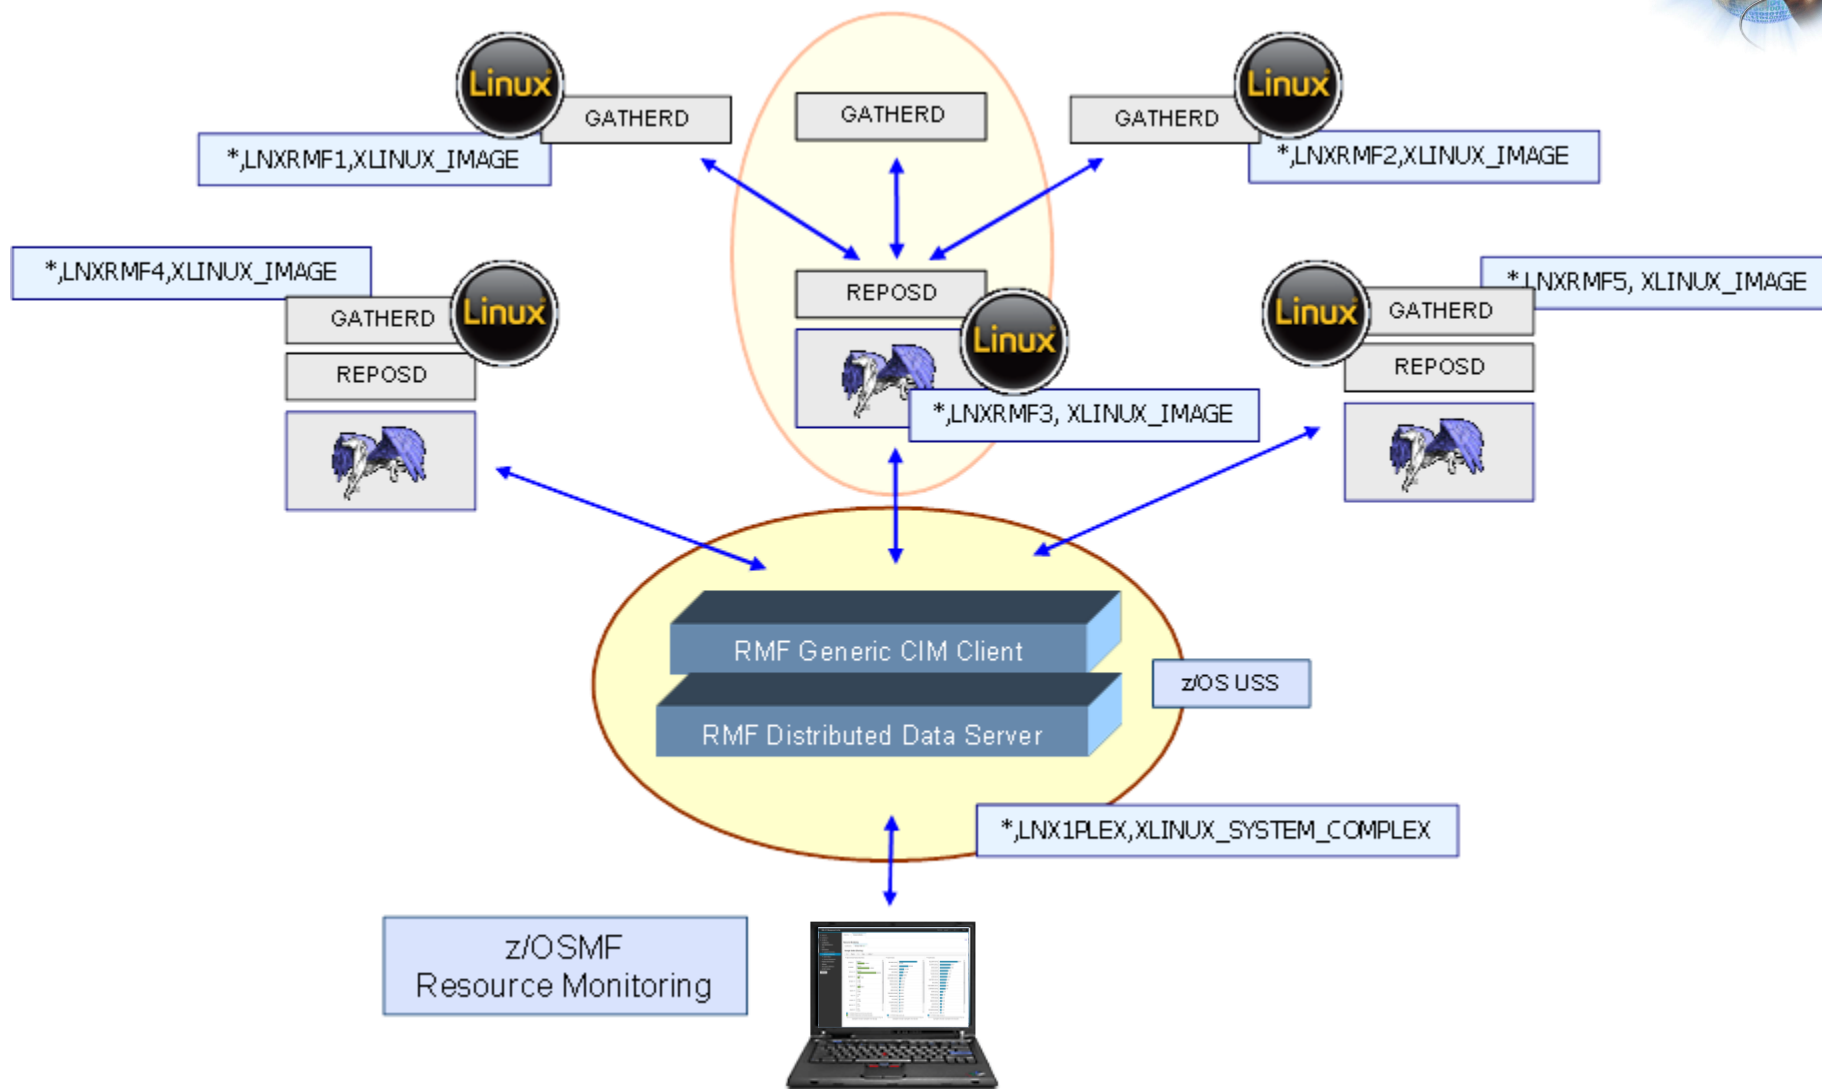 Linux
GATHERD
*,LNXRMF1,XLINUX_IMAGE
GATHERD
GATHERD
Linux
*,LNXRMF2,XLINUX_IMAGE
*,LNXRMF4,XLINUX_IMAGE
GATHERD
Linux
REPOSD
REPOSD
Linux
*,LNXRMF3, XLINUX_IMAGE
*,LNXRMF5, XLINUX_IMAGE
Linux
GATHERD
REPOSD
RMF Generic CIM Client
RMF Distributed Data Server
z/OS USS
*,LNX1PLEX,XLINUX_SYSTEM_COMPLEX
z/OSMF
Resource Monitoring